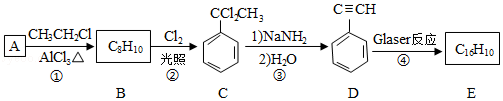 A CH₃CH₂Cl AlCl₃△ ① C₈H₁₀ Cl₂ 光照 ② CCl₂CH₃ 1)NaNH₂ 2)H₂O ③ C≡CH Glaser反应 ④ C₁₆H₁₀
B C D E